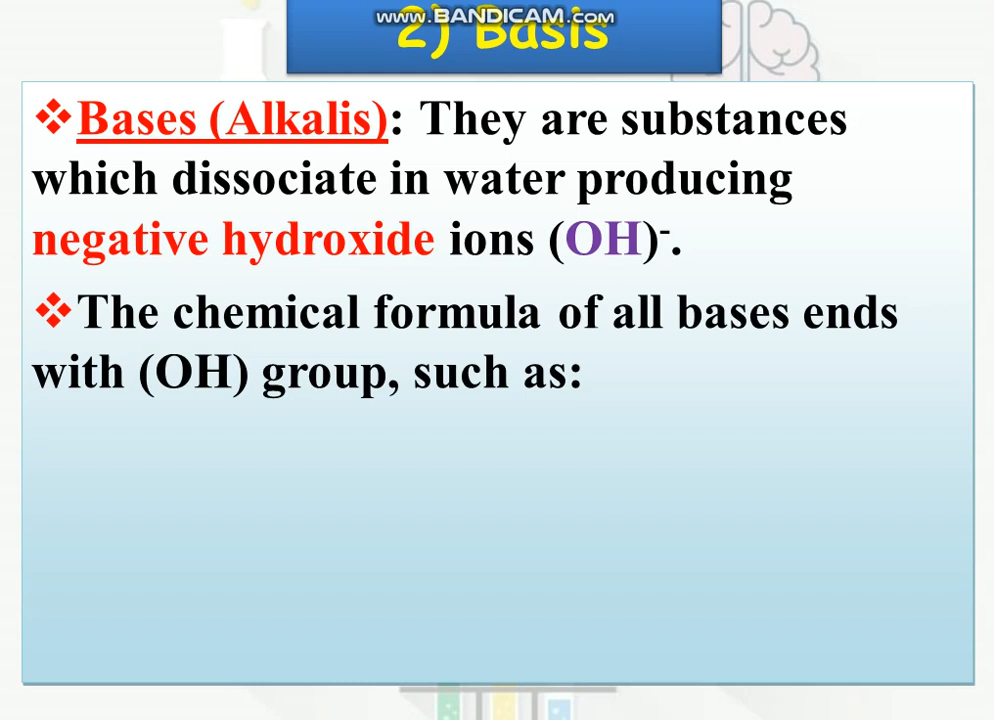 www.BANDICAM.com
2) Basis
❖Bases (Alkalis): They are substances
which dissociate in water producing
negative hydroxide ions (OH)⁻.
❖The chemical formula of all bases ends
with (OH) group, such as: